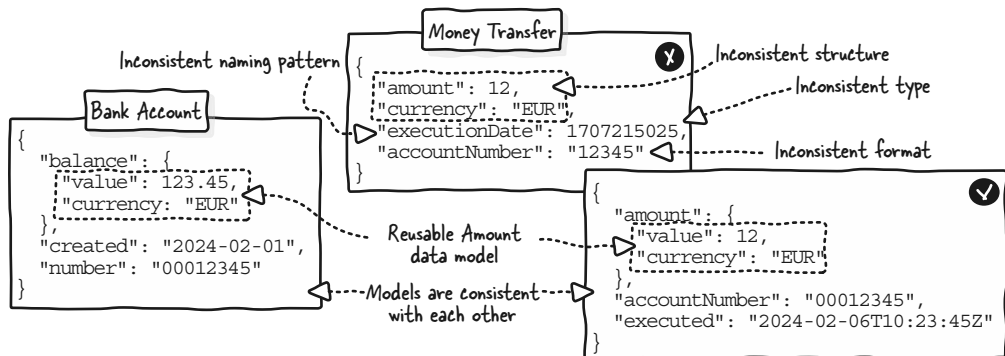 Money Transfer
X
Inconsistent naming pattern
Inconsistent structure
{
"amount": 12,
"currency": "EUR",
"executionDate": 1707215025,
"accountNumber": "12345"
}
Inconsistent type
Inconsistent format
Bank Account
{
"balance": {
"value": 123.45,
"currency: "EUR"
},
"created": "2024-02-01",
"number": "00012345"
}
Reusable Amount
data model
Models are consistent
with each other
{
"amount": {
"value": 12,
"currency": "EUR"
},
"accountNumber": "00012345",
"executed": "2024-02-06T10:23:45Z"
}